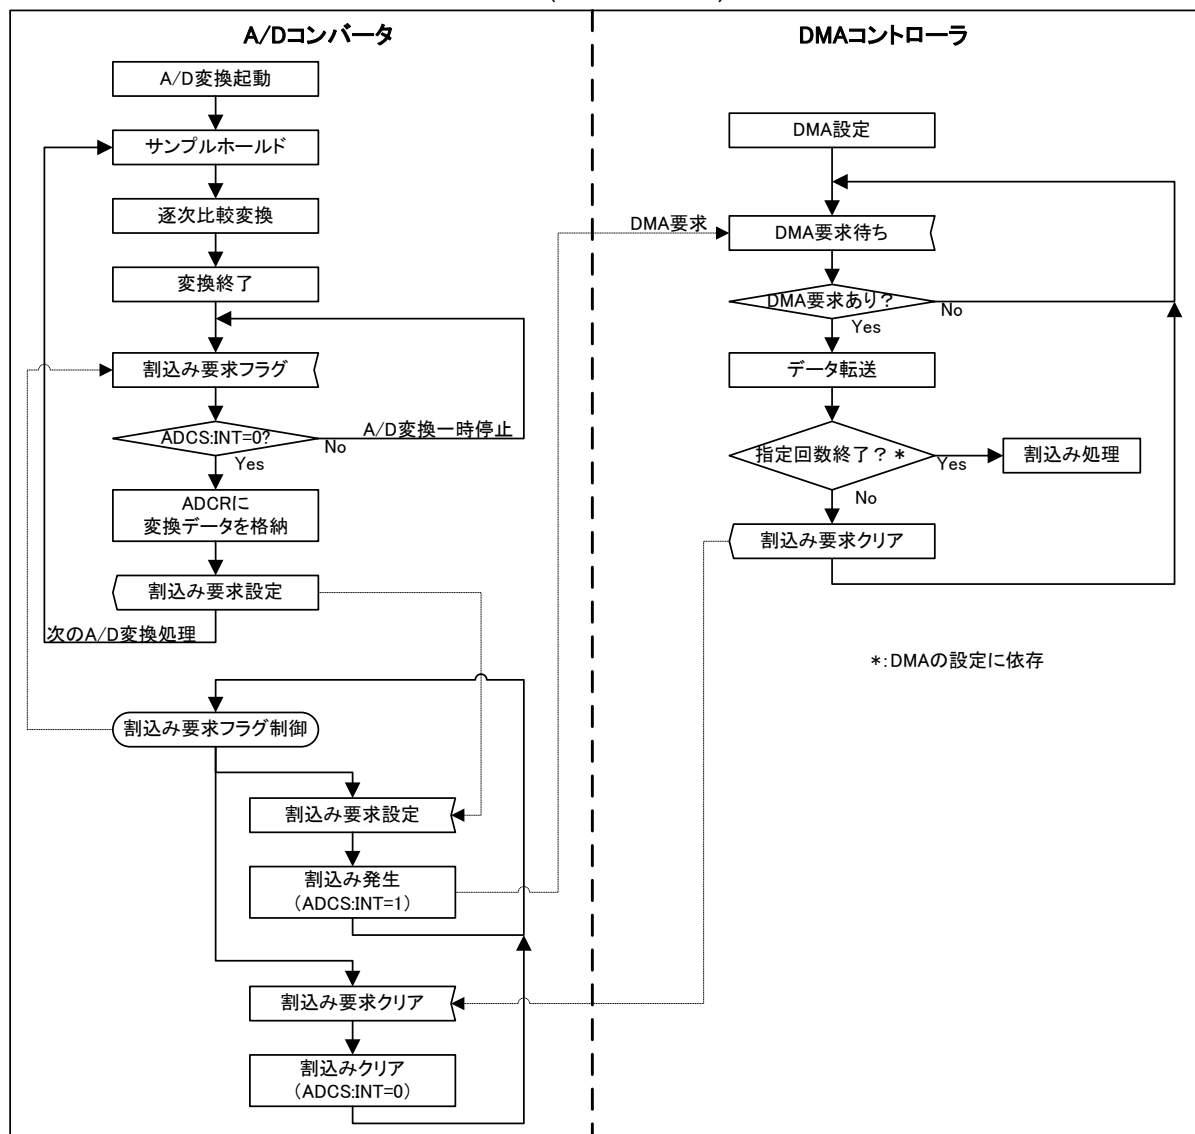 A/Dコンバータ
A/D変換起動
サンプルホールド
逐次比較変換
変換終了
割込み要求フラグ
ADCS:INT=0?
No
A/D変換一時停止
Yes
ADCRに
変換データを格納
割込み要求設定
次のA/D変換処理
割込み要求フラグ制御
割込み要求設定
割込み発生
(ADCS:INT=1)
割込み要求クリア
割込みクリア
(ADCS:INT=0)
DMAコントローラ
DMA設定
DMA要求
DMA要求待ち
DMA要求あり?
No
Yes
データ転送
指定回数終了?*
Yes
割込み処理
No
割込み要求クリア
*:DMAの設定に依存